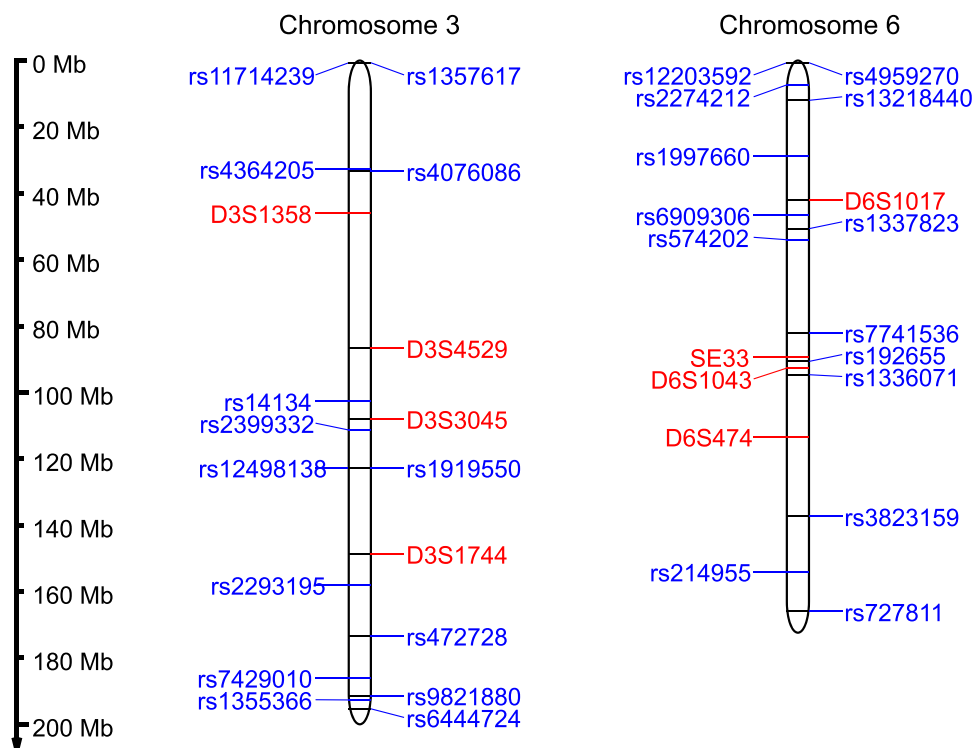 Chromosome 3
Chromosome 6
0 Mb
20 Mb
40 Mb
60 Mb
80 Mb
100 Mb
120 Mb
140 Mb
160 Mb
180 Mb
200 Mb
rs11714239
rs4364205
D3S1358
rs14134
rs2399332
rs12498138
rs2293195
rs7429010
rs1355366
rs1357617
rs4076086
D3S4529
D3S3045
rs1919550
D3S1744
rs472728
rs9821880
rs6444724
rs12203592
rs2274212
rs1997660
rs6909306
rs574202
SE33
D6S1043
D6S474
rs214955
rs4959270
rs13218440
D6S1017
rs1337823
rs7741536
rs192655
rs1336071
rs3823159
rs727811